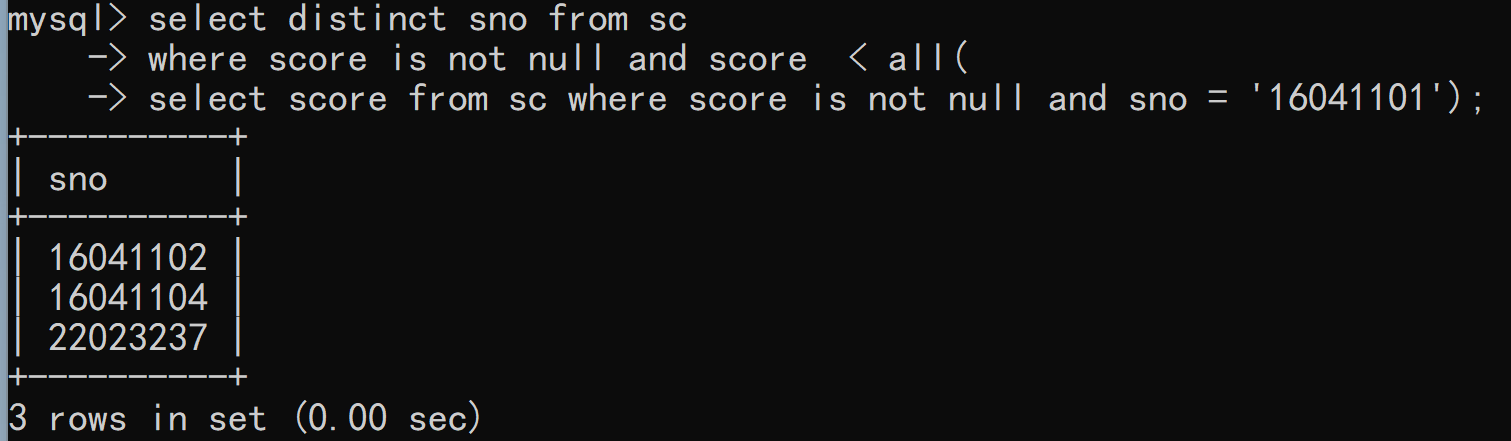 mysql> select distinct sno from sc
    -> where score is not null and score  < all(
    -> select score from sc where score is not null and sno = '16041101');
+----------+
| sno      |
+----------+
| 16041102 |
| 16041104 |
| 22023237 |
+----------+
3 rows in set (0.00 sec)